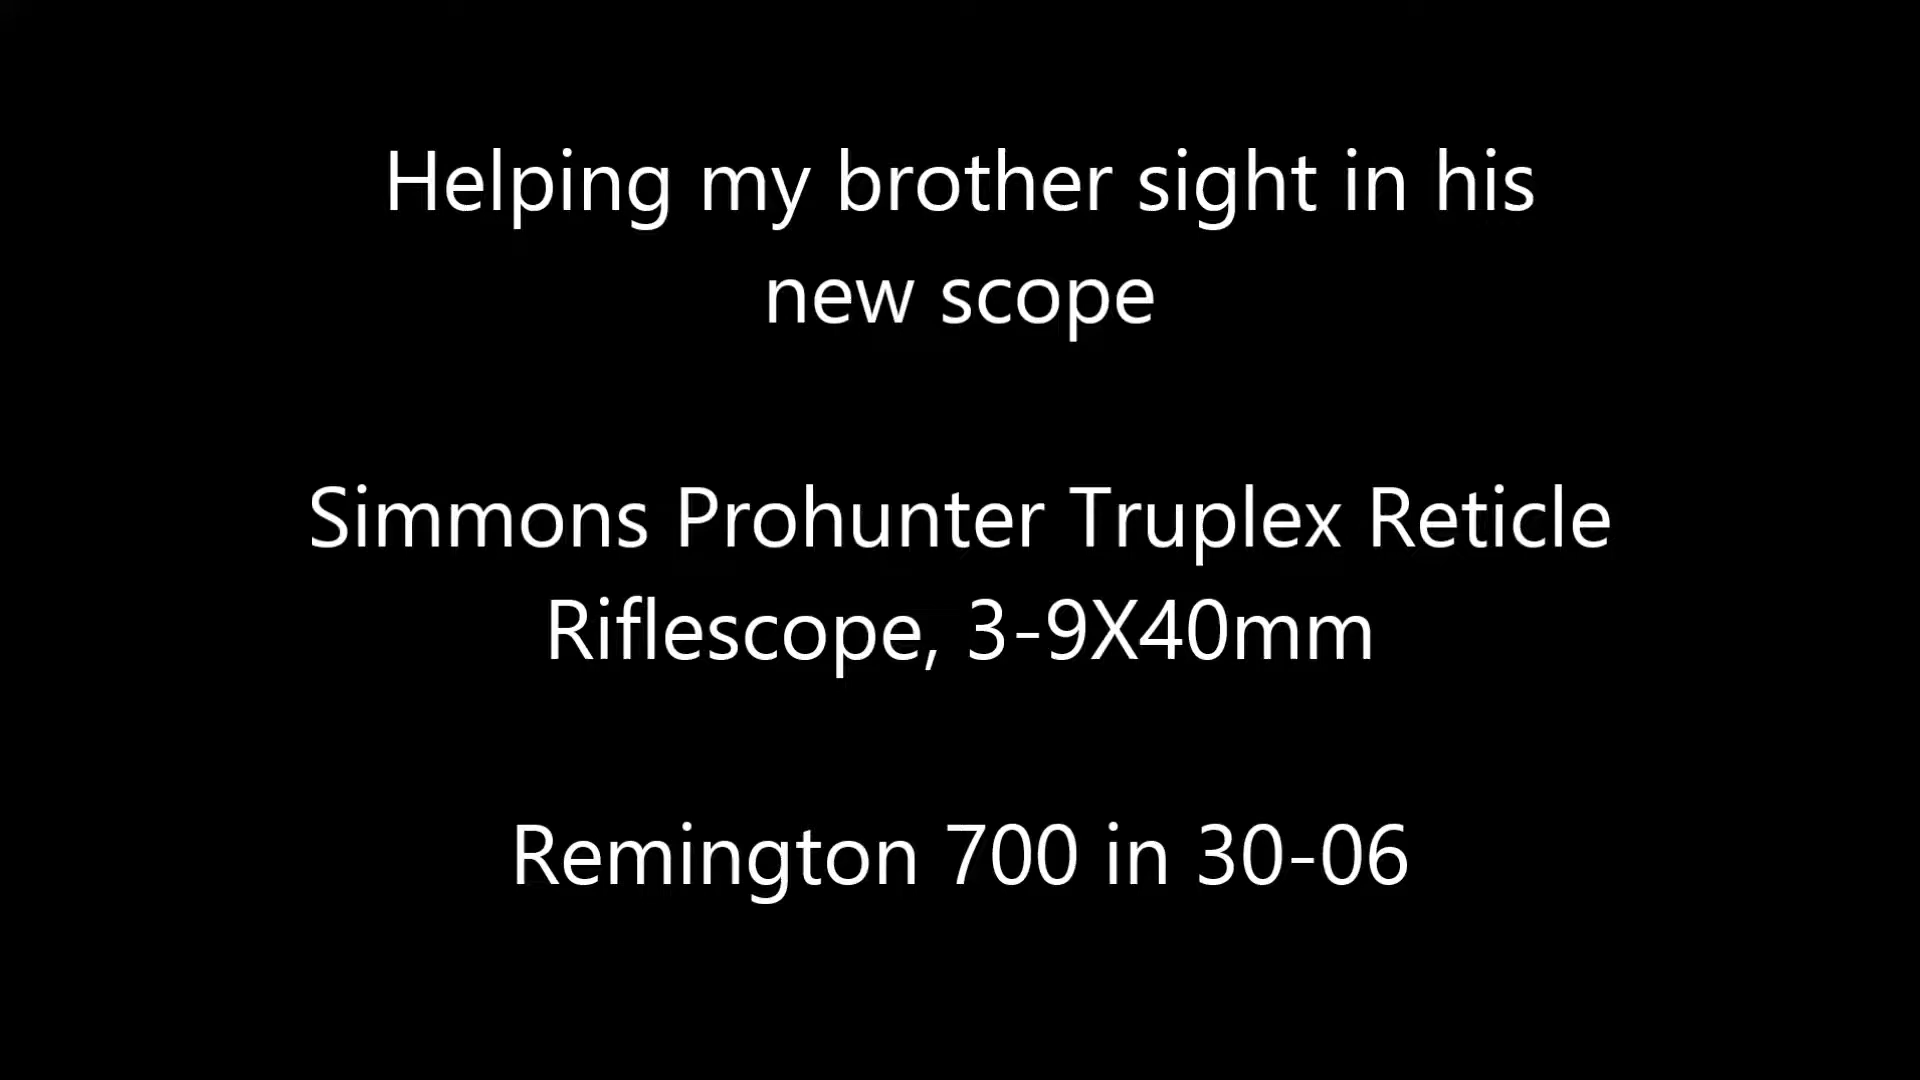 Helping my brother sight in his
new scope
Simmons Prohunter Truplex Reticle
Riflescope, 3-9X40mm
Remington 700 in 30-06